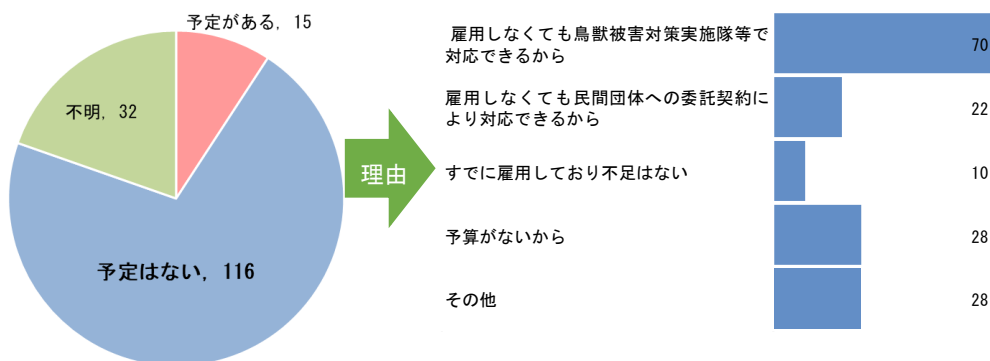 予定がある, 15
不明, 32
予定はない, 116
理由
雇用しなくても鳥獣被害対策実施隊等で
対応できるから
70
雇用しなくても民間団体への委託契約に
より対応できるから
22
すでに雇用しており不足はない
10
予算がないから
28
その他
28